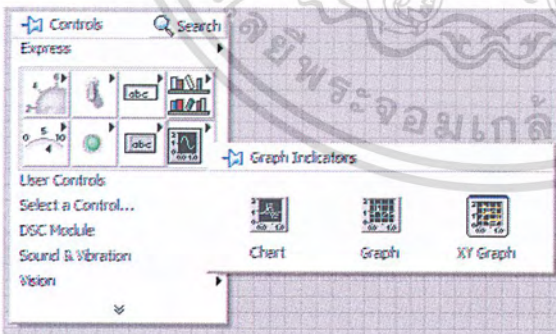 Controls Search
Express
abc
abc
User Controls
Select a Control...
DSC Module
Sound & Vibration
Vision
Graph Indicators
Chart Graph XY Graph